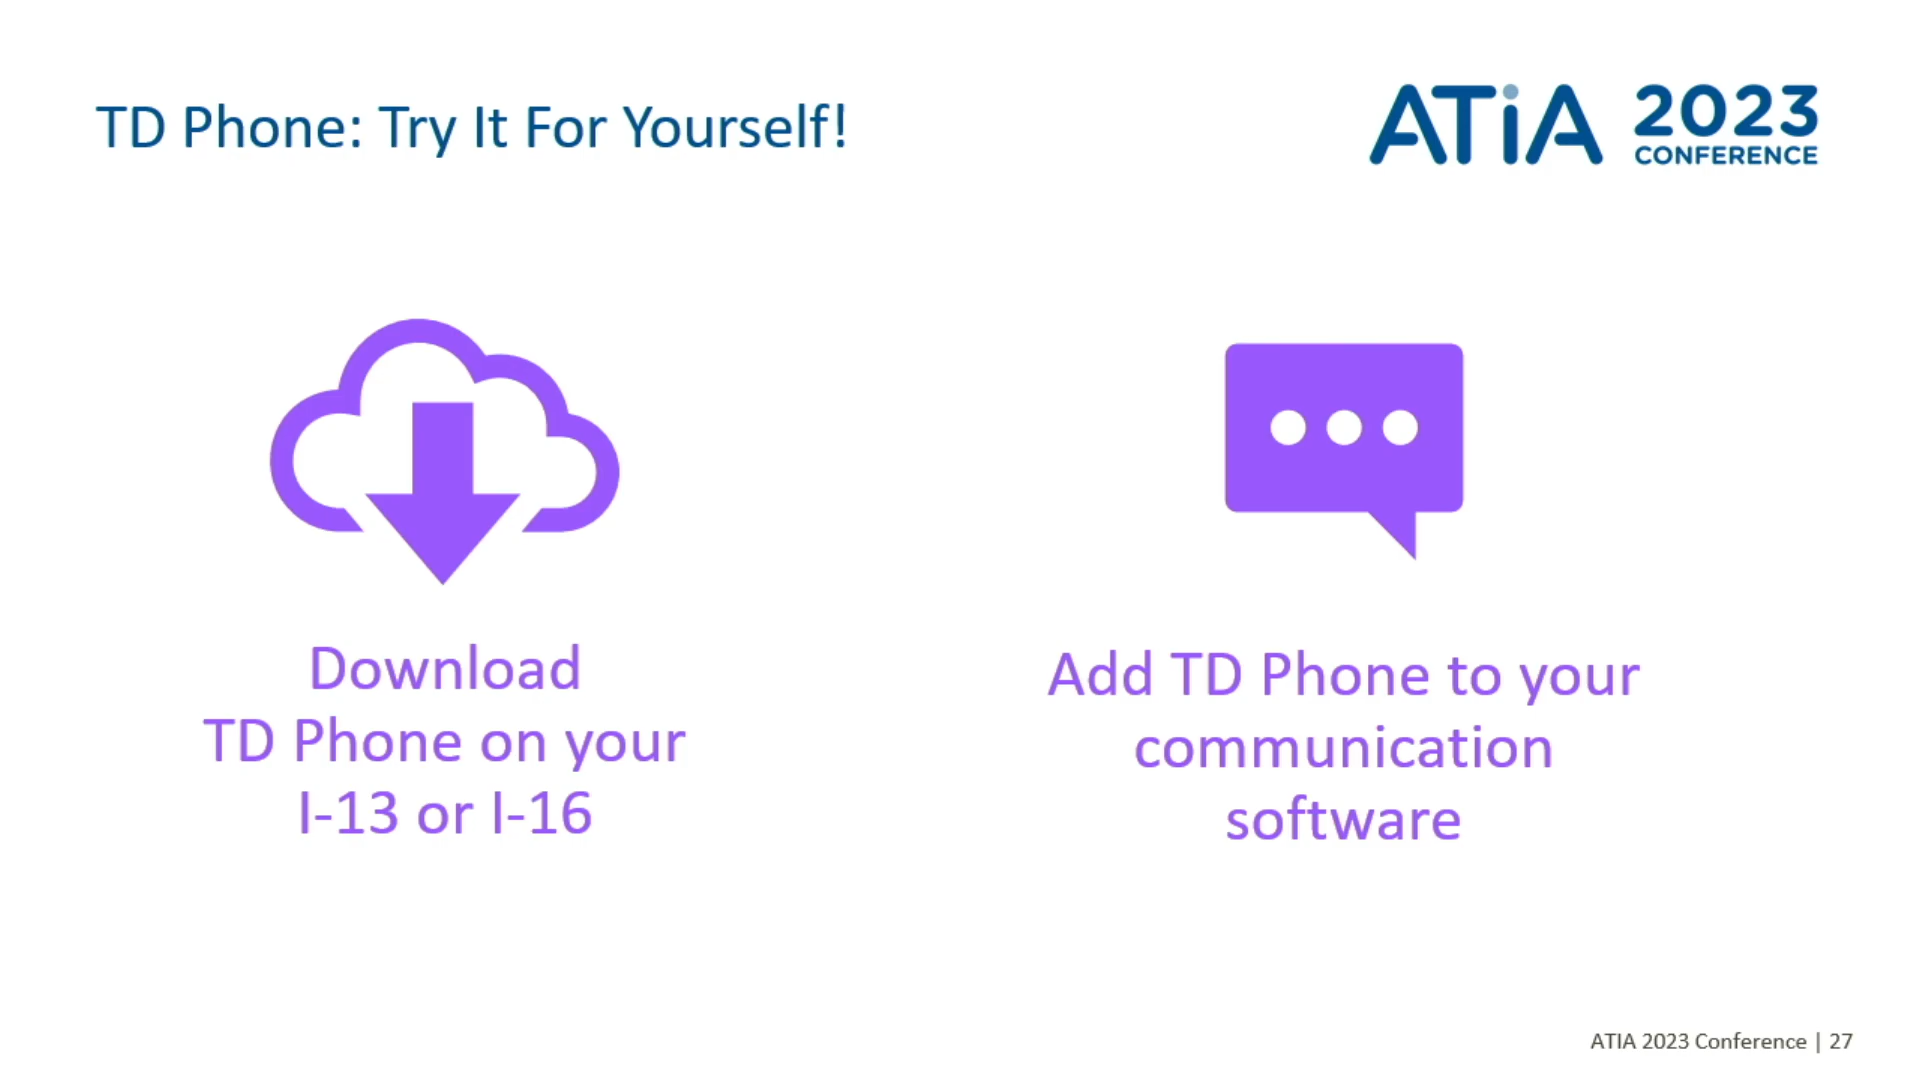 TD Phone: Try It For Yourself!
ATiA 2023
CONFERENCE
Download
TD Phone on your
I-13 or I-16
Add TD Phone to your
communication
software
ATIA 2023 Conference | 27